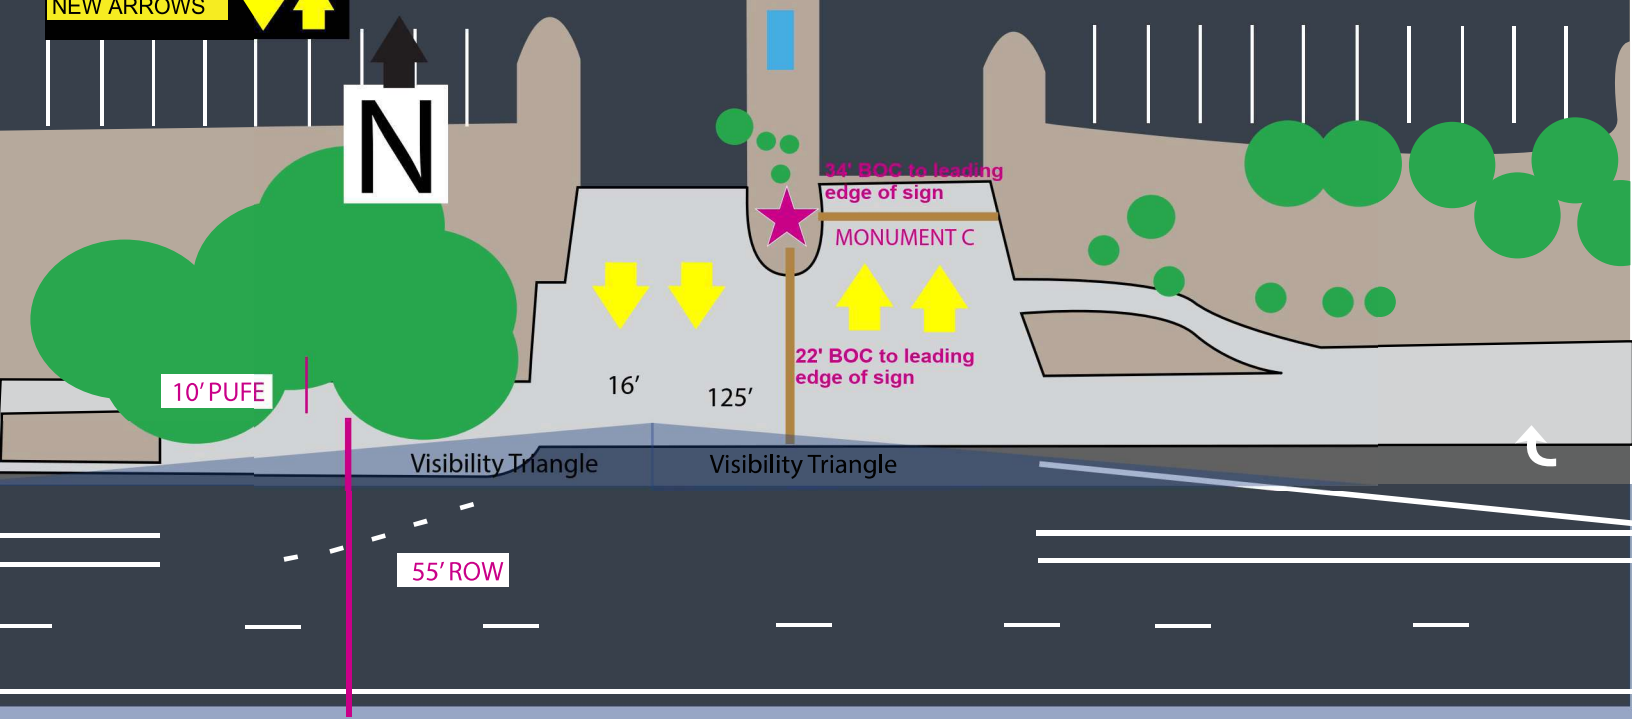 NEW ARROWS
N
34' BOC to leading
edge of sign
MONUMENT C
22' BOC to leading
edge of sign
10’ PUFE
16’
125’
Visibility Triangle
Visibility Triangle
55’ ROW